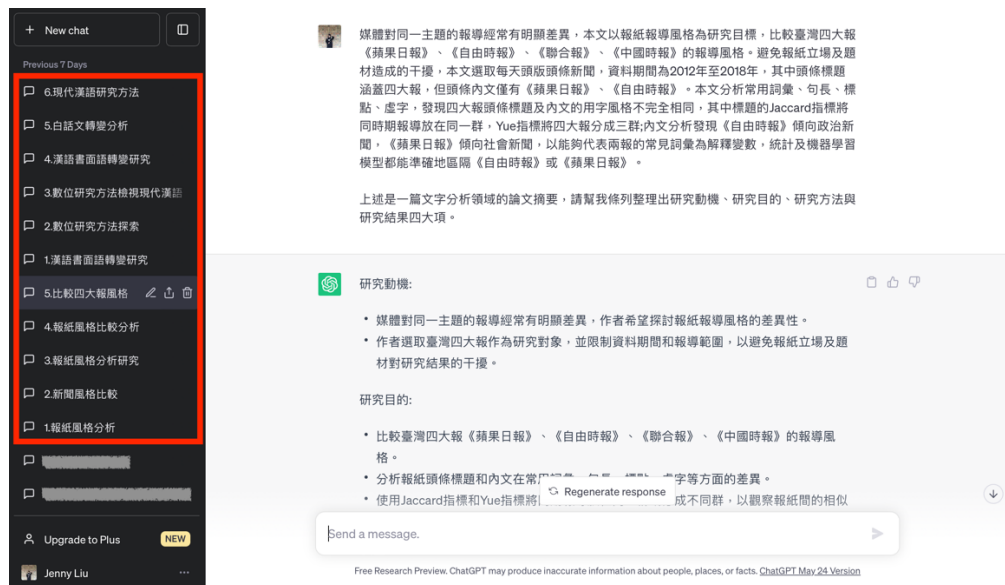 New chat
Previous 7 Days
6.現代漢語研究方法
5.白話文轉變分析
4.漢語書面語轉變研究
3.數位研究方法檢視現代漢語
2.數位研究方法探索
1.漢語書面語轉變研究
5.比較四大報風格
4.報紙風格比較分析
3.報紙風格分析研究
2.新聞風格比較
1.報紙風格分析
Upgrade to Plus
NEW
Jenny Liu
媒體對同一主題的報導經常有明顯差異，本文以報紙報導風格為研究目標，比較臺灣四大報
《蘋果日報》、《自由時報》、《聯合報》、《中國時報》的報導風格。避免報紙立場及題
材造成的干擾，本文選取每天頭版頭條新聞，資料期間為2012年至2018年，其中頭條標題
涵蓋四大報，但頭條內文僅有《蘋果日報》、《自由時報》。本文分析常用詞彙、句長、標
點、虛字，發現四大報頭條標題及內文的用字風格不完全相同，其中標題的Jaccard指標將
同時期報導放在同一群，Yue指標將四大報分成三群;內文分析發現《自由時報》傾向政治新
聞，《蘋果日報》傾向社會新聞，以能夠代表兩報的常見詞彙為解釋變數，統計及機器學習
模型都能準確地區隔《自由時報》或《蘋果日報》。
上述是一篇文字分析領域的論文摘要，請幫我條列整理出研究動機、研究目的、研究方法與
研究結果四大項。
研究動機:
• 媒體對同一主題的報導經常有明顯差異，作者希望探討報紙報導風格的差異性。
• 作者選取臺灣四大報作為研究對象，並限制資料期間和報導範圍，以避免報紙立場及題
材對研究結果的干擾。
研究目的:
• 比較臺灣四大報《蘋果日報》、《自由時報》、《聯合報》、《中國時報》的報導風
格。
• 分析報紙頭條標題和內文在常用詞彙、句長、標點、虛字等方面的差異。
• 使用Jaccard指標和Yue指標將 成不同群，以觀察報紙間的相似
Regenerate response
Send a message.
Free Research Preview. ChatGPT may produce inaccurate information about people, places, or facts. ChatGPT May 24 Version